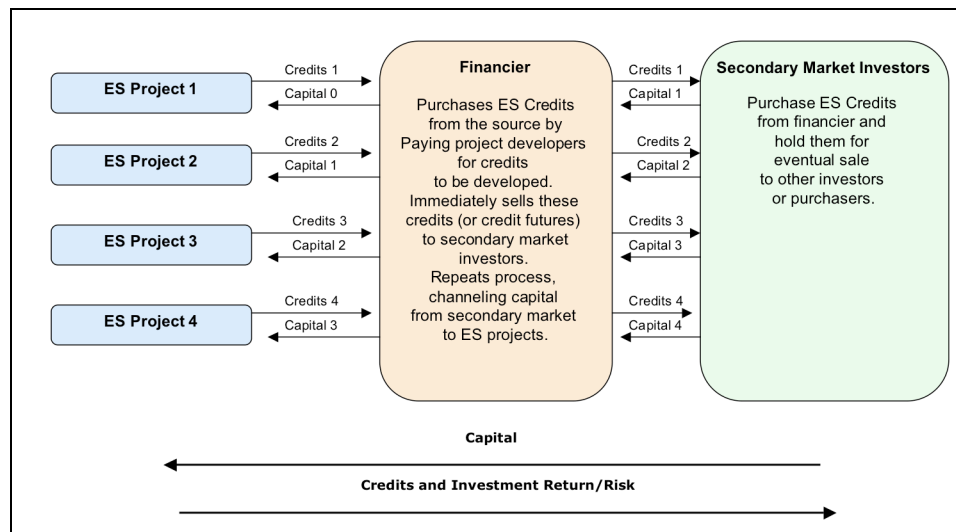 ES Project 1
Credits 1
Capital 0
ES Project 2
Credits 2
Capital 1
ES Project 3
Credits 3
Capital 2
ES Project 4
Credits 4
Capital 3
Financier
Purchases ES Credits
from the source by
Paying project developers
for credits
to be developed.
Immediately sells these
credits (or credit futures)
to secondary market
investors.
Repeats process,
channeling capital
from secondary market
to ES projects.
Credits 1
Capital 1
Credits 2
Capital 2
Credits 3
Capital 3
Credits 4
Capital 4
Secondary Market Investors
Purchase ES Credits
from financier and
hold them for
eventual sale
to other investors
or purchasers.
Capital
Credits and Investment Return/Risk